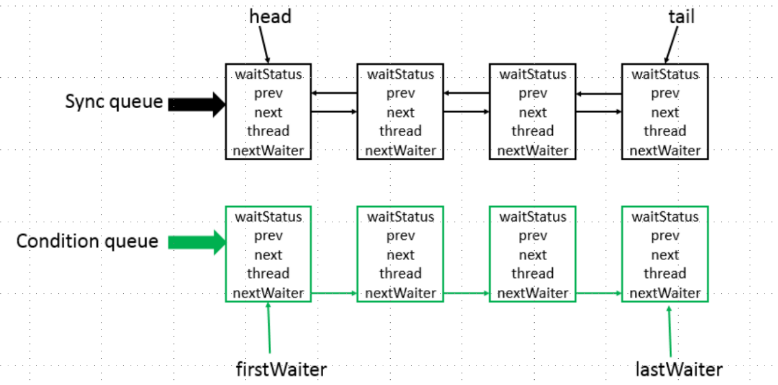 head
tail
Sync queue
waitStatus
prev
next
thread
nextWaiter
waitStatus
prev
next
thread
nextWaiter
waitStatus
prev
next
thread
nextWaiter
waitStatus
prev
next
thread
nextWaiter
Condition queue
waitStatus
prev
next
thread
nextWaiter
waitStatus
prev
next
thread
nextWaiter
waitStatus
prev
next
thread
nextWaiter
waitStatus
prev
next
thread
nextWaiter
firstWaiter
lastWaiter